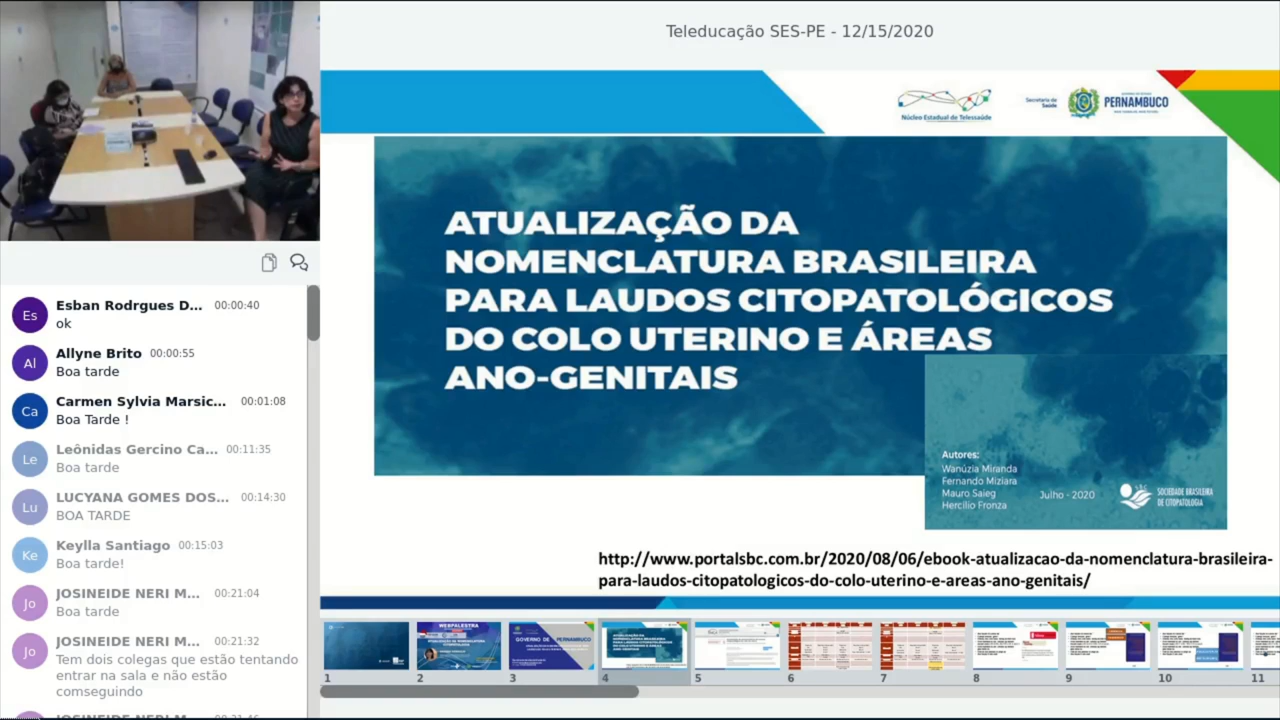 Teleducação SES-PE - 12/15/2020
Núcleo Estadual de Telessaúde
Secretaria da
Saúde
PERNAMBUCO
ATUALIZAÇÃO DA
NOMENCLATURA BRASILEIRA
PARA LAUDOS CITOPATOLÓGICOS
DO COLO UTERINO E ÁREAS
ANO-GENITAIS
Autores:
Wanúzia Miranda
Fernando Miziara
Mauro Saieg
Hercílio Fronza
Julho - 2020
SOCIEDADE BRASILEIRA
DE CITOPATOLOGIA
http://www.portalsbc.com.br/2020/08/06/ebook-atualizacao-da-nomenclatura-brasileira-
para-laudos-citopatologicos-do-colo-uterino-e-areas-ano-genitais/
Es
Esban Rodrgues D... 00:00:40
ok
Al
Allyne Brito 00:00:55
Boa tarde
Ca
Carmen Sylvia Marsic... 00:01:08
Boa Tarde !
Le
Leônidas Gercino Ca... 00:11:35
Boa tarde
Lu
LUCYANA GOMES DOS... 00:14:30
BOA TARDE
Ke
Keylla Santiago 00:15:03
Boa tarde!
Jo
JOSINEIDE NERI M... 00:21:04
Boa tarde
Jo
JOSINEIDE NERI M... 00:21:32
Tem dois colegas que estão tentando
entrar na sala e não estão
comseguindo
1 2 3 4 5 6 7 8 9 10 11